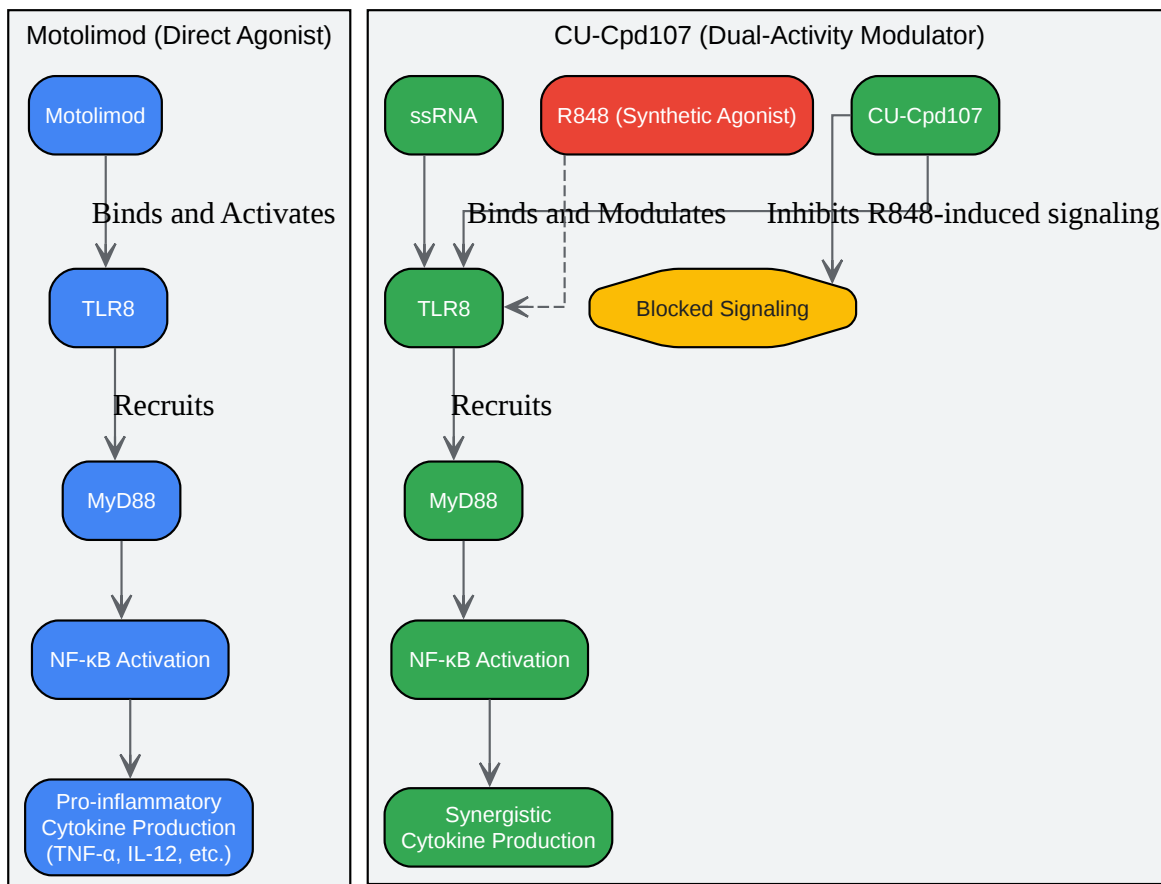 Motolimod (Direct Agonist)
Motolimod
Binds and Activates
TLR8
Recruits
MyD88
NF-κB Activation
Pro-inflammatory
Cytokine Production
(TNF-α, IL-12, etc.)
CU-Cpd107 (Dual-Activity Modulator)
ssRNA
R848 (Synthetic Agonist)
CU-Cpd107
Binds and Modulates
Inhibits R848-induced signaling
TLR8
Blocked Signaling
Recruits
MyD88
NF-κB Activation
Synergistic
Cytokine Production